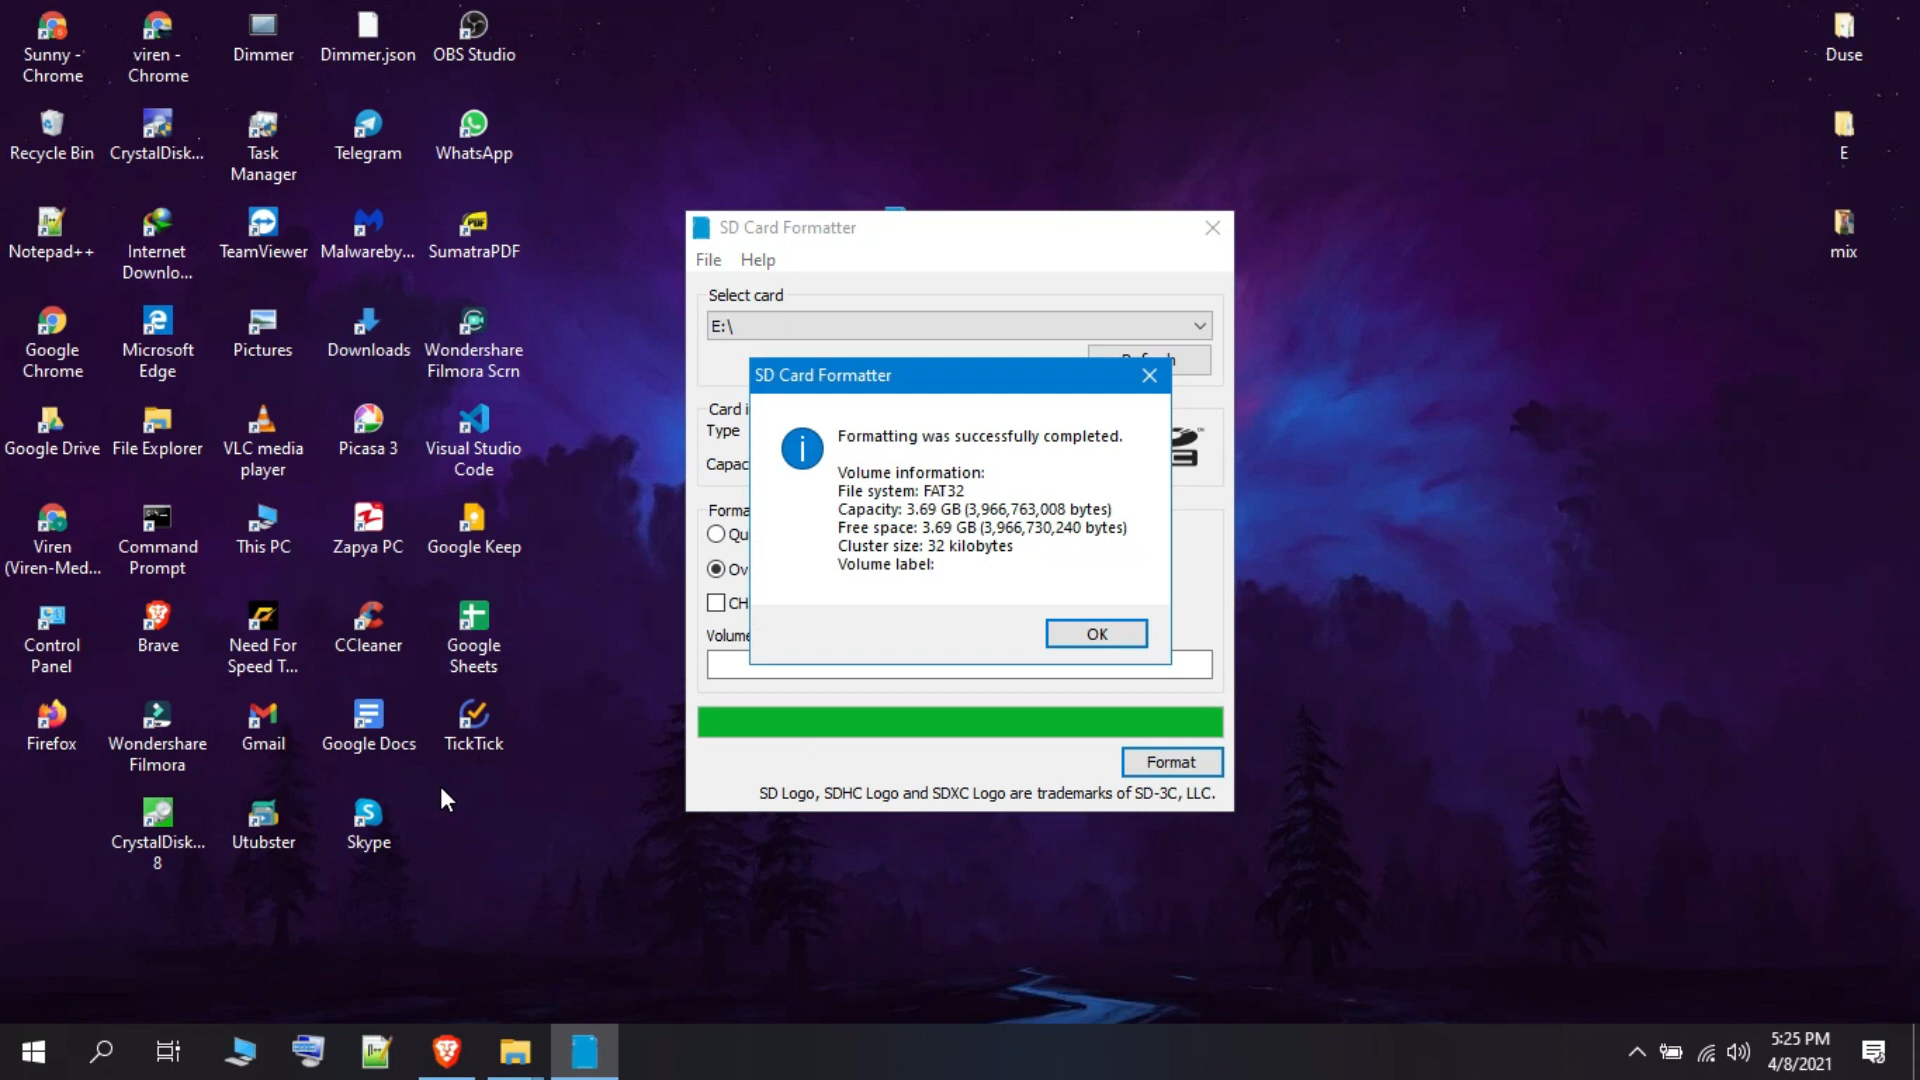 Sunny -
Chrome
viren -
Chrome
Dimmer
Dimmer.json
OBS Studio
Recycle Bin
CrystalDisk...
Task
Manager
Telegram
WhatsApp
Notepad++
Internet
Downlo...
TeamViewer
Malwareby...
SumatraPDF
Google
Chrome
Microsoft
Edge
Pictures
Downloads
Wondershare
Filmora Scrn
Google Drive
File Explorer
VLC media
player
Picasa 3
Visual Studio
Code
Viren
(Viren-Med...
Command
Prompt
This PC
Zapya PC
Google Keep
Control
Panel
Brave
Need For
Speed T...
CCleaner
Google
Sheets
Firefox
Wondershare
Filmora
Gmail
Google Docs
TickTick
CrystalDisk...
8
Utubster
Skype
Duse
E
mix
SD Card Formatter
File Help
Select card
E:\
SD Card Formatter
Type
Formatting was successfully completed.
Volume information:
File system: FAT32
Capacity: 3.69 GB (3,966,763,008 bytes)
Free space: 3.69 GB (3,966,730,240 bytes)
Cluster size: 32 kilobytes
Volume label:
OK
Volume
Format
SD Logo, SDHC Logo and SDXC Logo are trademarks of SD-3C, LLC.
5:25 PM
4/8/2021